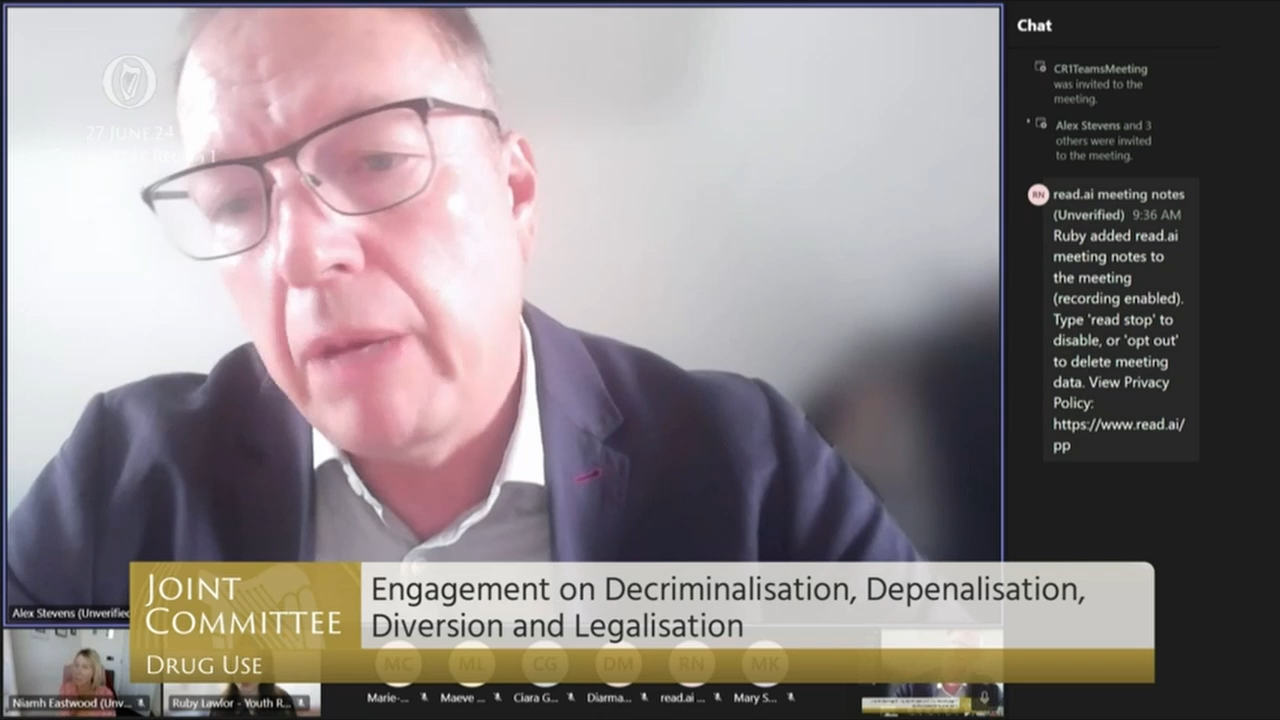 27 JUNE 24
Chat
CR1TeamsMeeting
was invited to the
meeting.
Alex Stevens and 3
others were invited
to the meeting.
RN
read.ai meeting notes
(Unverified) 9:36 AM
Ruby added read.ai
meeting notes to
the meeting
(recording enabled).
Type 'read stop' to
disable, or 'opt out'
to delete meeting
data. View Privacy
Policy:
https://www.read.ai/
pp
Alex Stevens (Unverified
JOINT
COMMITTEE
DRUG USE
Engagement on Decriminalisation, Depenalisation,
Diversion and Legalisation
MC ML CG DM RN MK
Niamh Eastwood (Unv...
Ruby Lawlor - Youth R...
Marie-...
Maeve ...
Ciara G...
Diarma...
read.ai ...
Mary S...